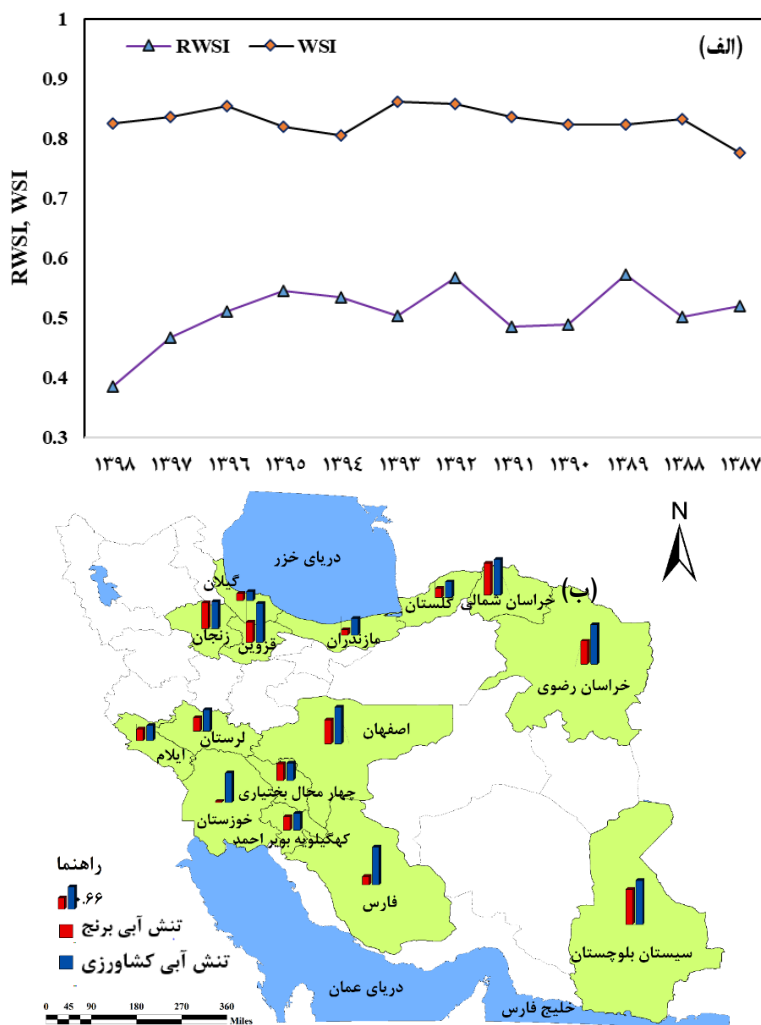 1
(الف)
RWSI WSI
0.9
0.8
0.7
0.6
0.5
0.4
0.3
RWSI, WSI
۱۳۹۸ ۱۳۹۷ ۱۳۹۶ ۱۳۹۵ ۱۳۹٤ ۱۳۹۳ ۱۳۹۲ ۱۳۹۱ ۱۳۹۰ ۱۳۸۹ ۱۳۸۸ ۱۳۸۷
N
(ب)
دریای خزر
گیلان
زنجان
قزوین
مازندران
گلستان
خراسان شمالی
خراسان رضوی
اصفهان
لرستان
ایلام
چهار محال بختیاری
خوزستان
کهگیلویه بویر احمد
فارس
سیستان بلوچستان
راهنما
۰.۶۶
تنش آبی برنج
تنش آبی کشاورزی
دریای عمان
خلیج فارس
0 45 90 180 270 360
Miles